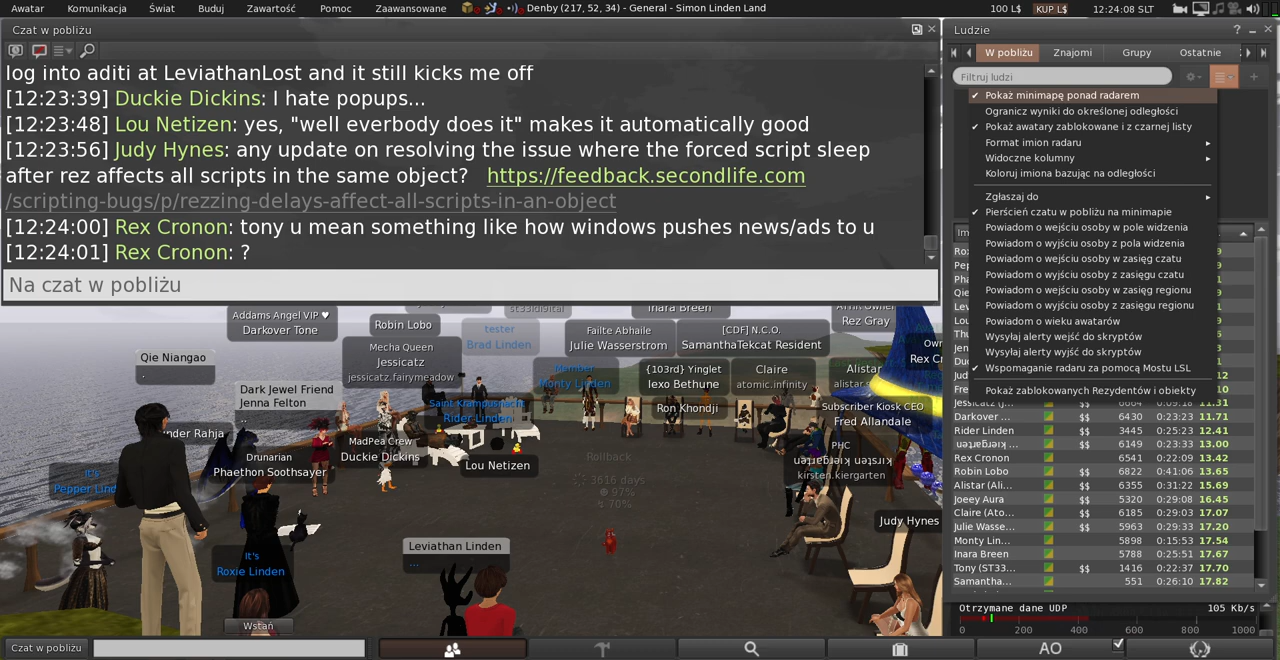 Awatar Komunikacja Świat Buduj Zawartość Pomoc Zaawansowane Denby (217, 52, 34) - General - Simon Linden Land 100 L$ KUP L$ 12:24:08 SLT
Czat w pobliżu
log into aditi at LeviathanLost and it still kicks me off
[12:23:39] Duckie Dickins: I hate popups...
[12:23:48] Lou Netizen: yes, "well everbody does it" makes it automatically good
[12:23:56] Judy Hynes: any update on resolving the issue where the forced script sleep
after rez affects all scripts in the same object? https://feedback.secondlife.com
/scripting-bugs/p/rezzing-delays-affect-all-scripts-in-an-object
[12:24:00] Rex Cronon: tony u mean something like how windows pushes news/ads to u
[12:24:01] Rex Cronon: ?
Na czat w pobliżu
Ludzie
W pobliżu Znajomi Grupy Ostatnie
Filtruj ludzi
Pokaż minimapę ponad radarem
Ogranicz wyniki do określonej odległości
Pokaż awatary zablokowane i z czarnej listy
Format imion radaru
Widoczne kolumny
Koloruj imiona bazując na odległości
Zgłaszaj do
Pierścień czatu w pobliżu na minimapie
Powiadom o wejściu osoby w pole widzenia
Powiadom o wyjściu osoby z pola widzenia
Powiadom o wejściu osoby w zasięg czatu
Powiadom o wyjściu osoby z zasięgu czatu
Powiadom o wejściu osoby w zasięg regionu
Powiadom o wyjściu osoby z zasięgu regionu
Powiadom o wieku awatarów
Wysyłaj alerty wejść do skryptów
Wysyłaj alerty wyjść do skryptów
Wspomaganie radaru za pomocą Mostu LSL
Pokaż zablokowanych Rezydentów i obiekty
Darkover ... $$ 6430 0:23:23 11.71
Rider Linden 3445 0:25:23 12.41
$$ 6149 0:23:33 13.00
Rex Cronon 6541 0:22:09 13.42
Robin Lobo $$ 6822 0:41:06 13.65
Alistar (Ali... $$ 6355 0:31:22 15.69
Joeey Aura $$ 5320 0:29:08 16.45
Claire (Ato... $$ 6185 0:29:03 17.07
Julie Wasse... $$ 5963 0:29:33 17.20
Monty Lin... 5898 0:15:53 17.54
Inara Breen 5788 0:25:51 17.67
Tony (ST33... $$ 1416 0:22:37 17.70
Samantha... 551 0:26:10 17.82
Otrzymane dane UDP 105 Kb/s
0 200 400 600 800 1000
st33ldigital
Inara Breen
Addams Angel VIP ♥
Darkover Tone
Robin Lobo
tester
Brad Linden
Failte Abhaile
Julie Wasserstrom
[CDF] N.C.O.
SamanthaTekcat Resident
Rez Gray
Qie Niangao
.
Mecha Queen
Jessicatz
jessicatz.fairymeadow
Member
Monty Linden
{103rd} Yinglet
Iexo Bethune
Claire
atomic.infinity
Alistar
Dark Jewel Friend
Jenna Felton
..
Saint Krampusnacht
Rider Linden
Ron Khondji
Subscriber Kiosk CEO
Fred Allandale
MadPea Crew
Duckie Dickins
Drunarian
Phaethon Soothsayer
Lou Netizen
Rollback
3616 days
97%
70%
PHC
kirsten.kiergarten
It's
Pepper Lind
Judy Hynes
Leviathan Linden
...
It's
Roxie Linden
Wstań
Czat w pobliżu
AO